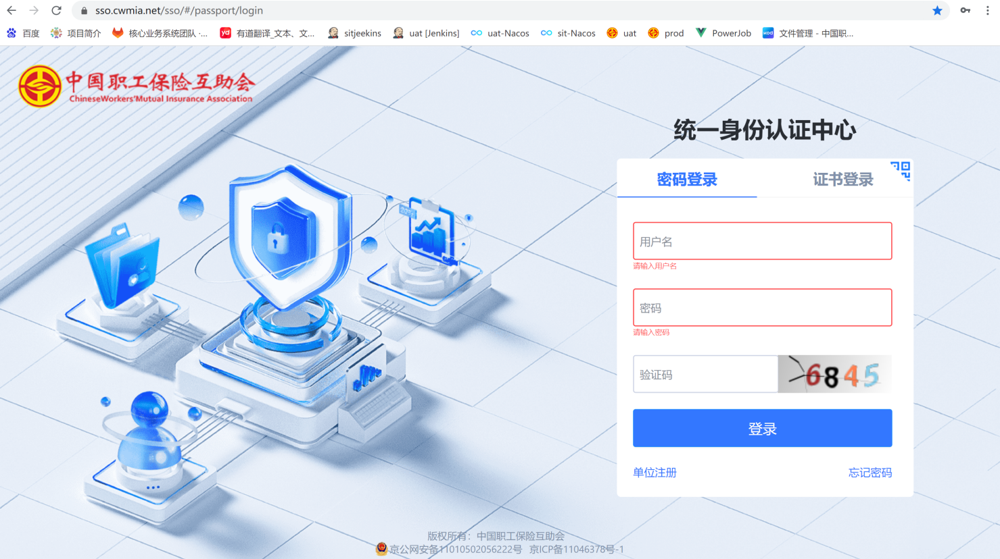 sso.cwmia.net/sso/#/passport/login
百度 项目简介 核心业务系统团队 ·... 有道翻译_文本、文... sitjeekins uat [Jenkins] uat-Nacos sit-Nacos uat prod PowerJob 文件管理 - 中国职...
中国职工保险互助会
ChineseWorkers'Mutual Insurance Association
统一身份认证中心
密码登录 证书登录
用户名
请输入用户名
密码
请输入密码
验证码 6845
登录
单位注册 忘记密码
版权所有：中国职工保险互助会
京公网安备11010502056222号 京ICP备11046378号-1